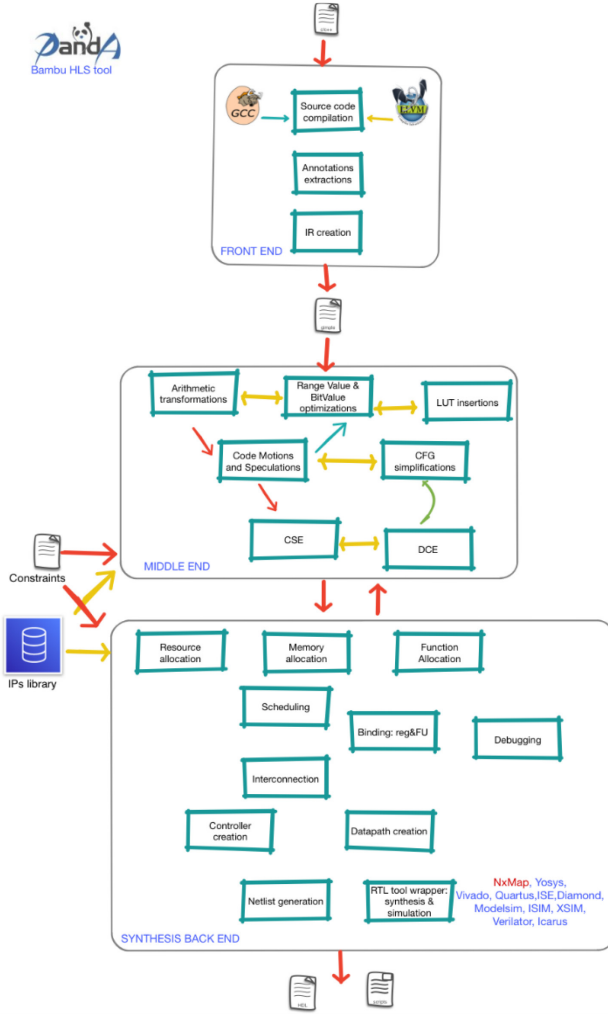 PandA
Bambu HLS tool
GCC
Source code
compilation
Annotations
extractions
IR creation
FRONT END
Arithmetic
transformations
Range Value &
BitValue
optimizations
LUT insertions
Code Motions
and Speculations
CFG
simplifications
CSE
DCE
MIDDLE END
Constraints
IPs library
Resource
allocation
Memory
allocation
Function
Allocation
Scheduling
Binding: reg&FU
Debugging
Interconnection
Controller
creation
Datapath creation
Netlist generation
RTL tool wrapper:
synthesis &
simulation
NxMap, Yosys,
Vivado, Quartus,ISE,Diamond,
Modelsim, ISIM, XSIM,
Verilator, Icarus
SYNTHESIS BACK END
HDL